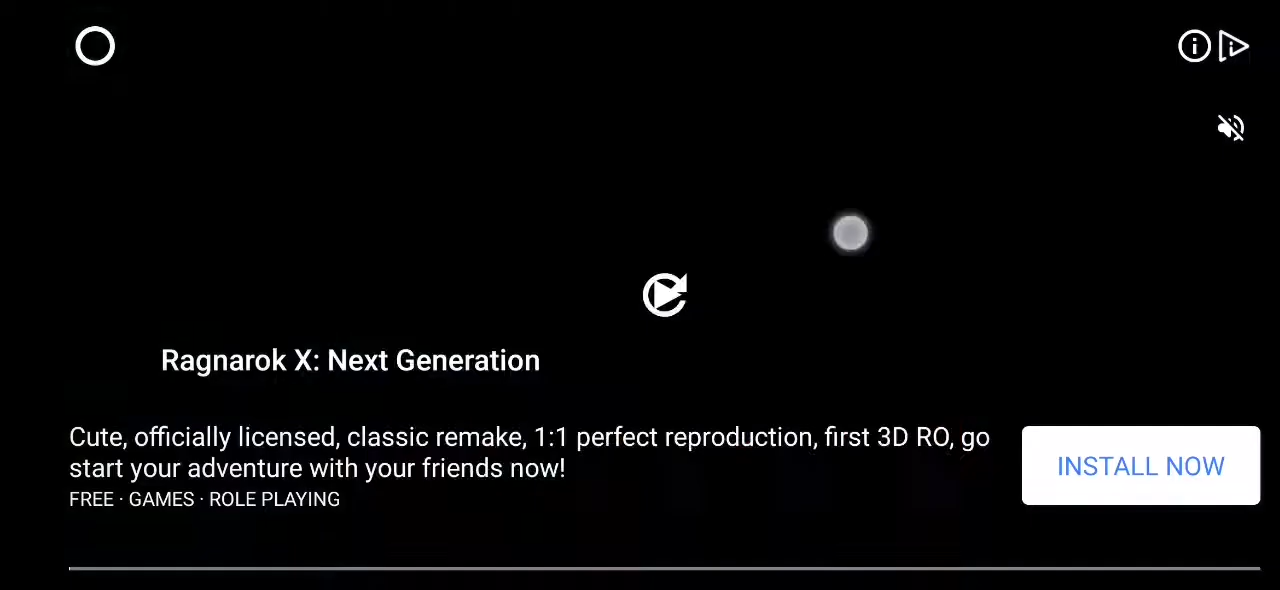 Ragnarok X: Next Generation
Cute, officially licensed, classic remake, 1:1 perfect reproduction, first 3D RO, go
start your adventure with your friends now!
INSTALL NOW
FREE · GAMES · ROLE PLAYING